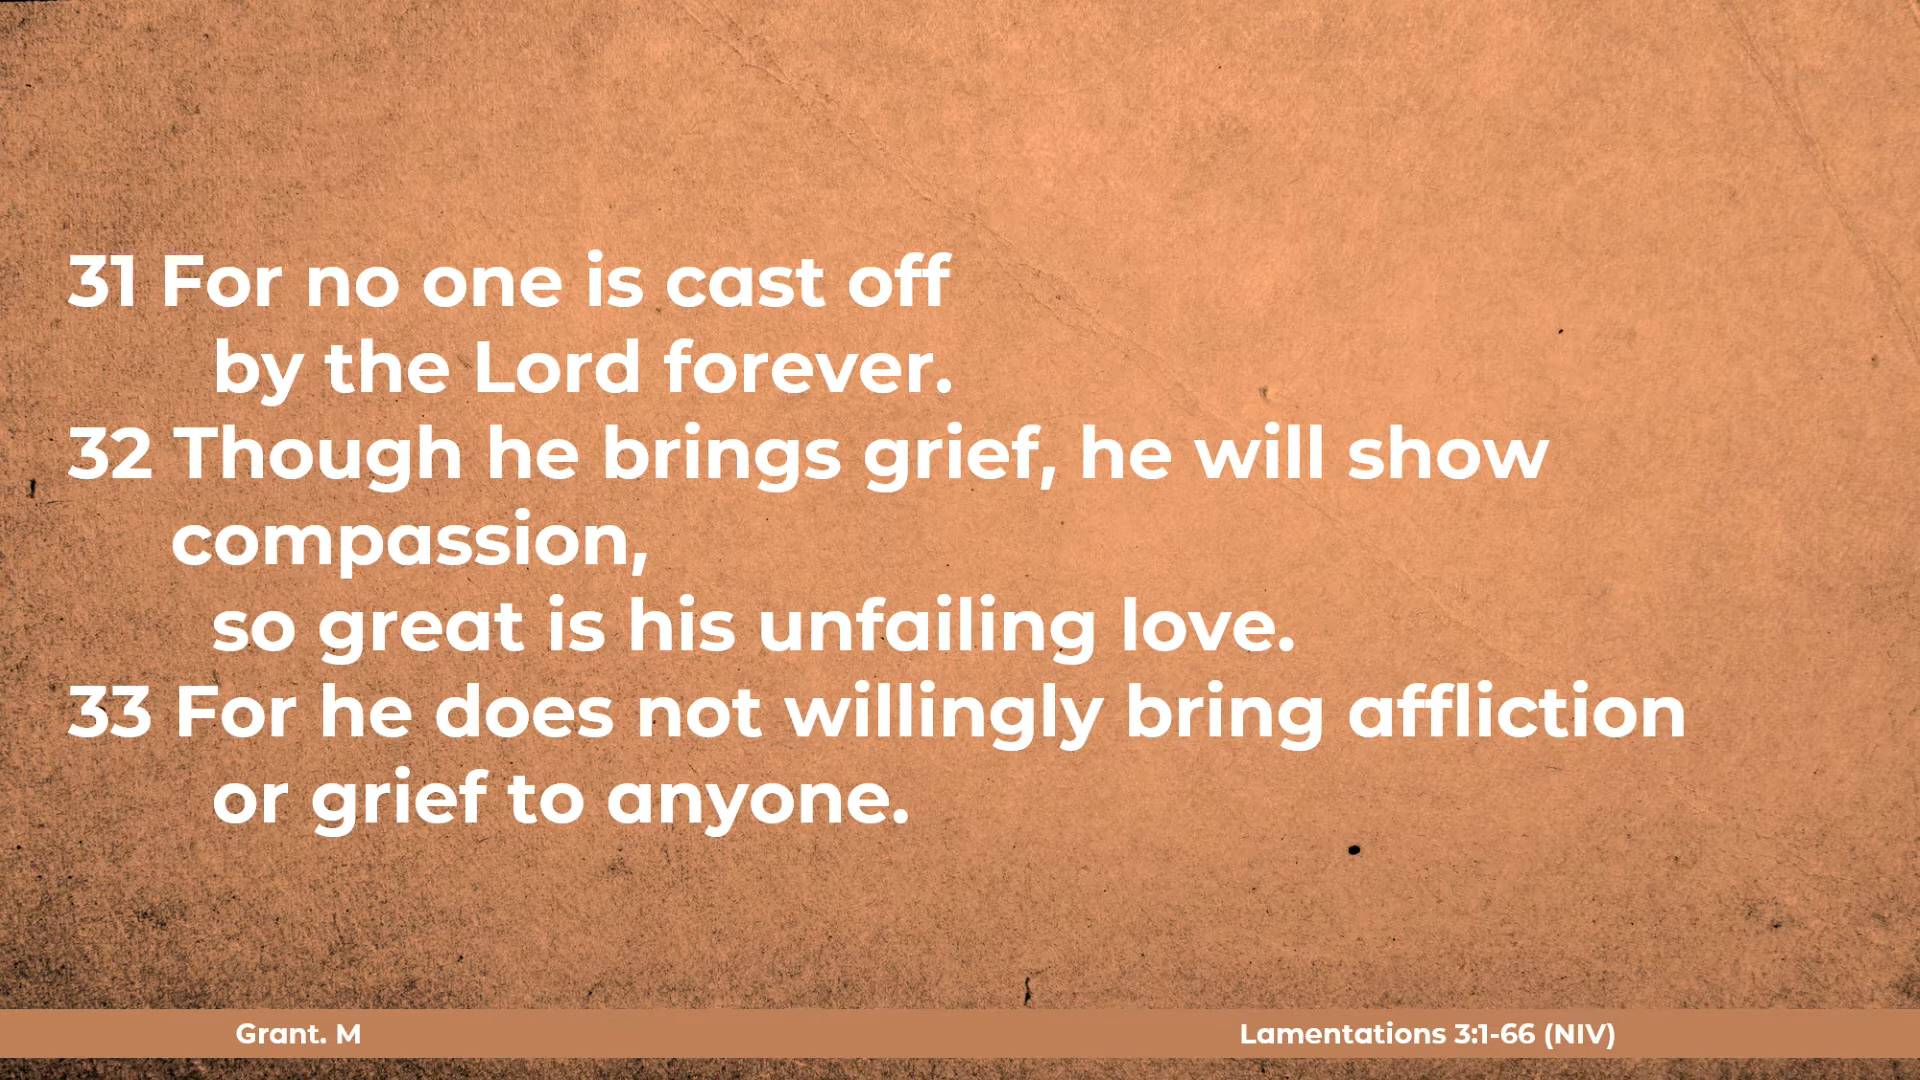 31 For no one is cast off
by the Lord forever.
32 Though he brings grief, he will show
compassion,
so great is his unfailing love.
33 For he does not willingly bring affliction
or grief to anyone.
Grant. M
Lamentations 3:1-66 (NIV)